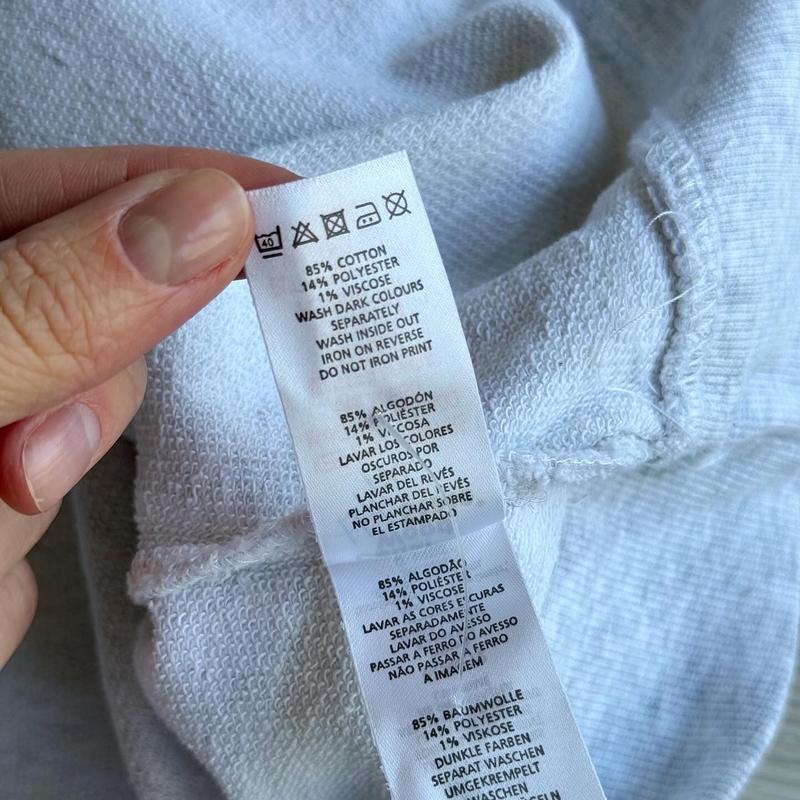 40
85% COTTON
14% POLYESTER
1% VISCOSE
WASH DARK COLOURS
SEPARATELY
WASH INSIDE OUT
IRON ON REVERSE
DO NOT IRON PRINT
85% ALGODÓN
14% POLIÉSTER
1% VISCOSA
LAVAR LOS COLORES
OSCUROS POR
SEPARADO
LAVAR DEL REVÉS
PLANCHAR DEL REVÉS
NO PLANCHAR SOBRE
EL ESTAMPADO
85% ALGODÃO
14% POLIÉSTER
1% VISCOSE
LAVAR AS CORES ESCURAS
SEPARADAMENTE
LAVAR DO AVESSO
PASSAR A FERRO DO AVESSO
NÃO PASSAR A FERRO
A IMAGEM
85% BAUMWOLLE
14% POLYESTER
1% VISKOSE
DUNKLE FARBEN
SEPARAT WASCHEN
UMGEKREMPELT
WASCHEN